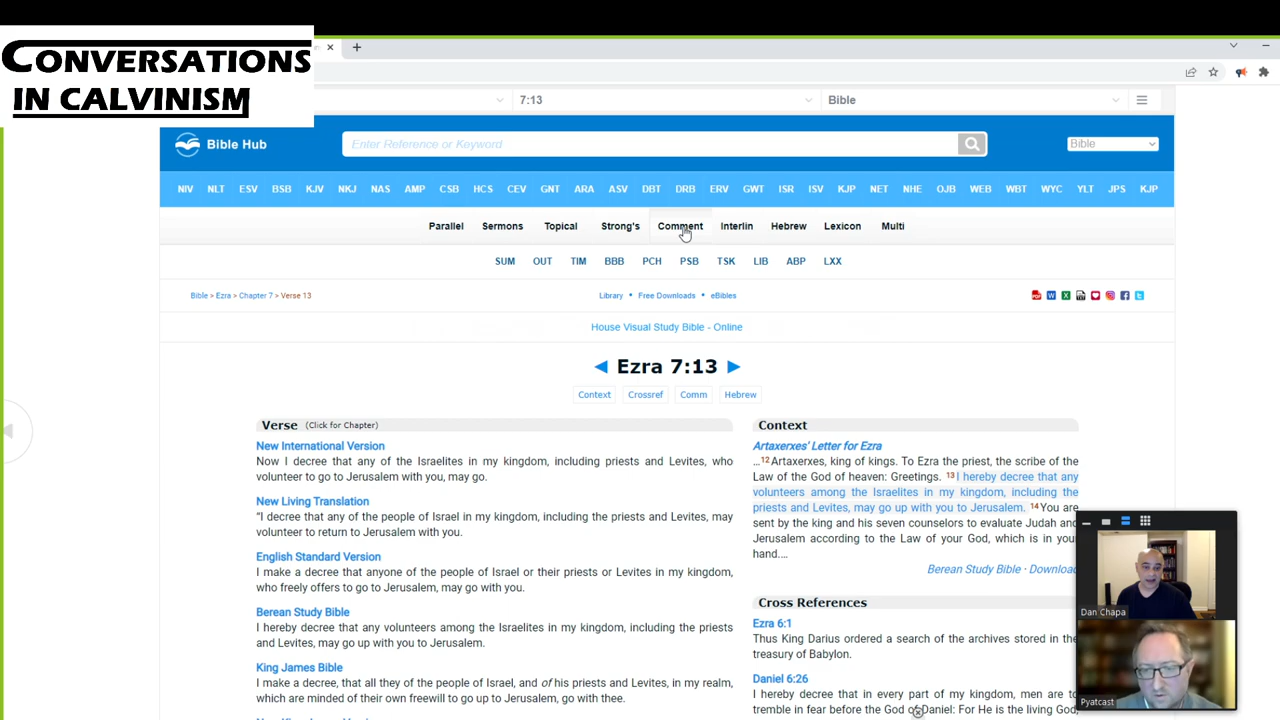 CONVERSATIONS
IN CALVINISM
7:13
Bible
Bible Hub
Enter Reference or Keyword
Bible
NIV NLT ESV BSB KJV NKJ NAS AMP CSB HCS CEV GNT ARA ASV DBT DRB ERV GWT ISR ISV KJP NET NHE OJB WEB WBT WYC YLT JPS KJP
Parallel Sermons Topical Strong's Comment Interlin Hebrew Lexicon Multi
SUM OUT TIM BBB PCH PSB TSK LIB ABP LXX
Bible > Ezra > Chapter 7 > Verse 13
Library • Free Downloads • eBibles
House Visual Study Bible - Online
◄ Ezra 7:13 ►
Context Crossref Comm Hebrew
Verse (Click for Chapter)
New International Version
Now I decree that any of the Israelites in my kingdom, including priests and Levites, who
volunteer to go to Jerusalem with you, may go.
New Living Translation
“I decree that any of the people of Israel in my kingdom, including the priests and Levites, may
volunteer to return to Jerusalem with you.
English Standard Version
I make a decree that anyone of the people of Israel or their priests or Levites in my kingdom,
who freely offers to go to Jerusalem, may go with you.
Berean Study Bible
I hereby decree that any volunteers among the Israelites in my kingdom, including the priests
and Levites, may go up with you to Jerusalem.
King James Bible
I make a decree, that all they of the people of Israel, and of his priests and Levites, in my realm,
which are minded of their own freewill to go up to Jerusalem, go with thee.
Context
Artaxerxes' Letter for Ezra
…12Artaxerxes, king of kings. To Ezra the priest, the scribe of the
Law of the God of heaven: Greetings. 13I hereby decree that any
volunteers among the Israelites in my kingdom, including the
priests and Levites, may go up with you to Jerusalem. 14You are
sent by the king and his seven counselors to evaluate Judah and
Jerusalem according to the Law of your God, which is in your
hand.…
Berean Study Bible · Download
Cross References
Ezra 6:1
Thus King Darius ordered a search of the archives stored in the
treasury of Babylon.
Daniel 6:26
I hereby decree that in every part of my kingdom, men are to
tremble in fear before the God of Daniel: For He is the living God,
Dan Chapa
Pyatcast